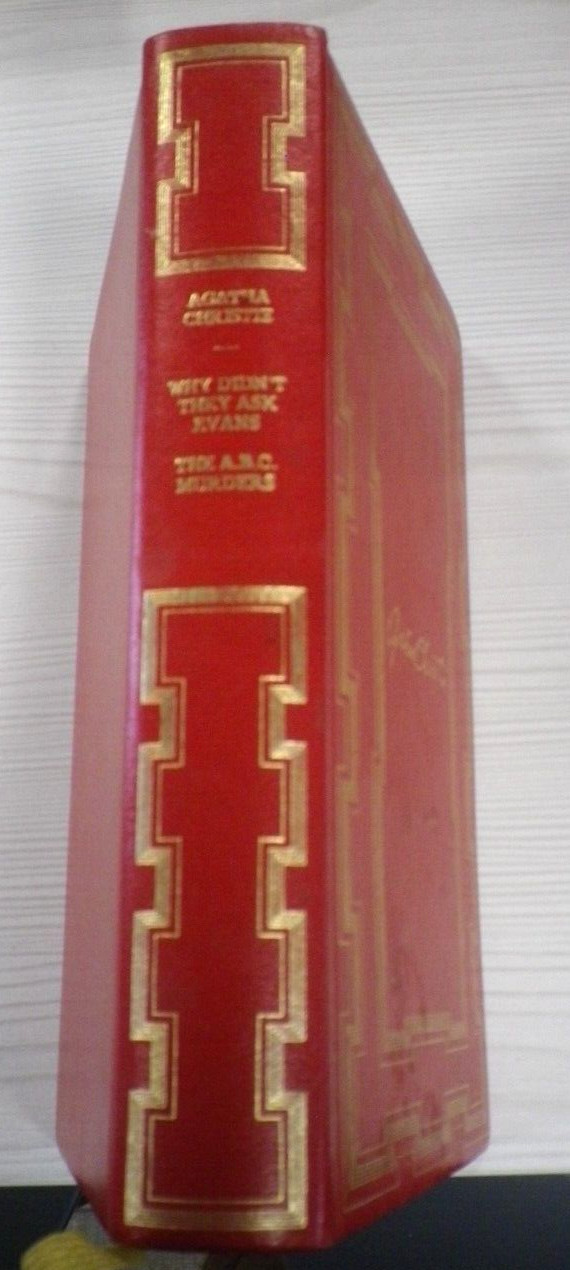 AGATHA
CHRISTIE
WHY DIDN'T
THEY ASK
EVANS
THE A.B.C.
MURDERS